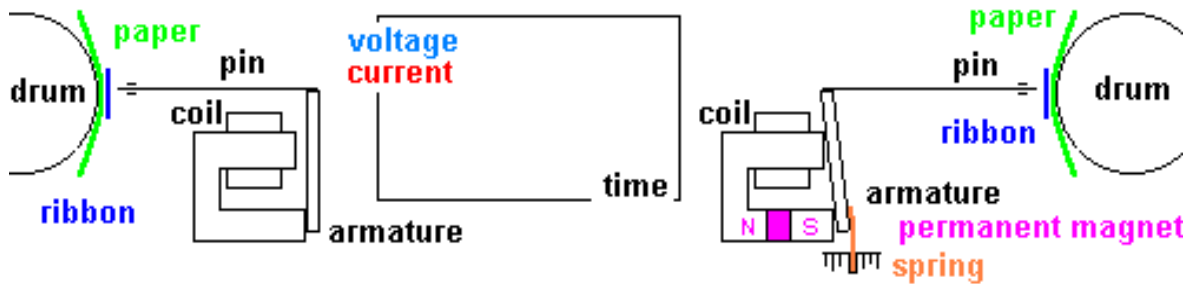 paper
pin
drum
coil
ribbon
armature
voltage
current
time
paper
pin
drum
coil
ribbon
armature
N S
permanent magnet
spring